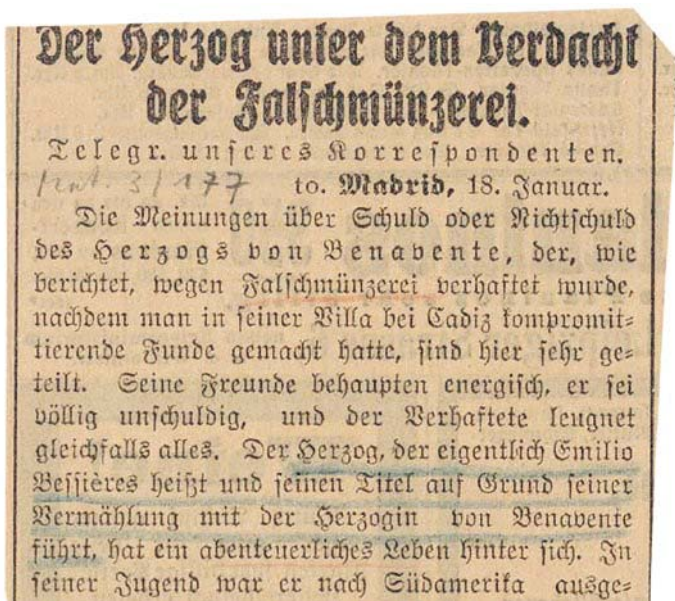 Der Herzog unter dem Verdacht
der Falschmünzerei.
Telegr. unseres Korrespondenten.
3/177 to. Madrid, 18. Januar.
Die Meinungen über Schuld oder Nichtschuld
des Herzogs von Benavente, der, wie
berichtet, wegen Falschmünzerei verhaftet wurde,
nachdem man in seiner Villa bei Cadiz kompromit-
tierende Funde gemacht hatte, sind hier sehr ge-
teilt. Seine Freunde behaupten energisch, er sei
völlig unschuldig, und der Verhaftete leugnet
gleichfalls alles. Der Herzog, der eigentlich Emilio
Bessières heißt und seinen Titel auf Grund seiner
Vermählung mit der Herzogin von Benavente
führt, hat ein abenteuerliches Leben hinter sich. In
seiner Jugend war er nach Südamerika ausge-